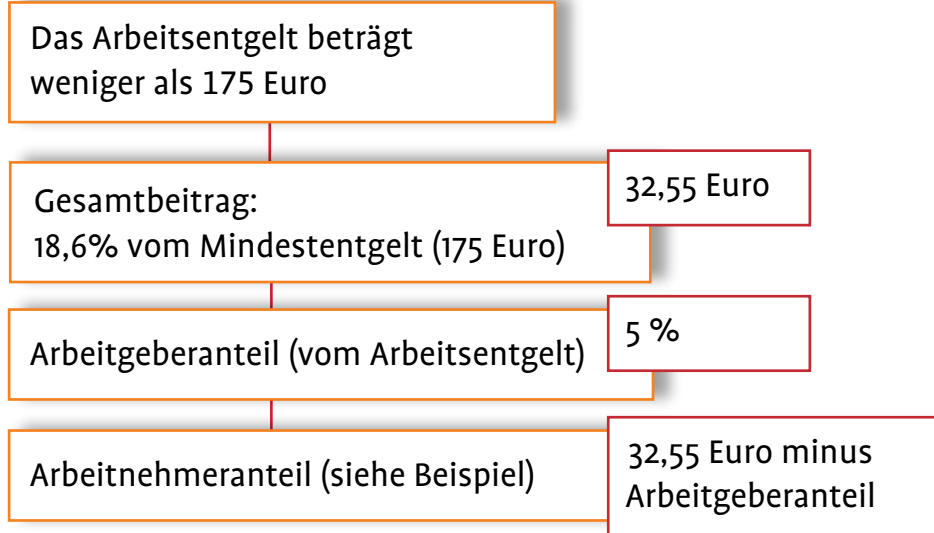 Das Arbeitsentgelt beträgt
weniger als 175 Euro
Gesamtbeitrag:
18,6% vom Mindestentgelt (175 Euro)
32,55 Euro
Arbeitgeberanteil (vom Arbeitsentgelt)
5 %
Arbeitnehmeranteil (siehe Beispiel)
32,55 Euro minus
Arbeitgeberanteil